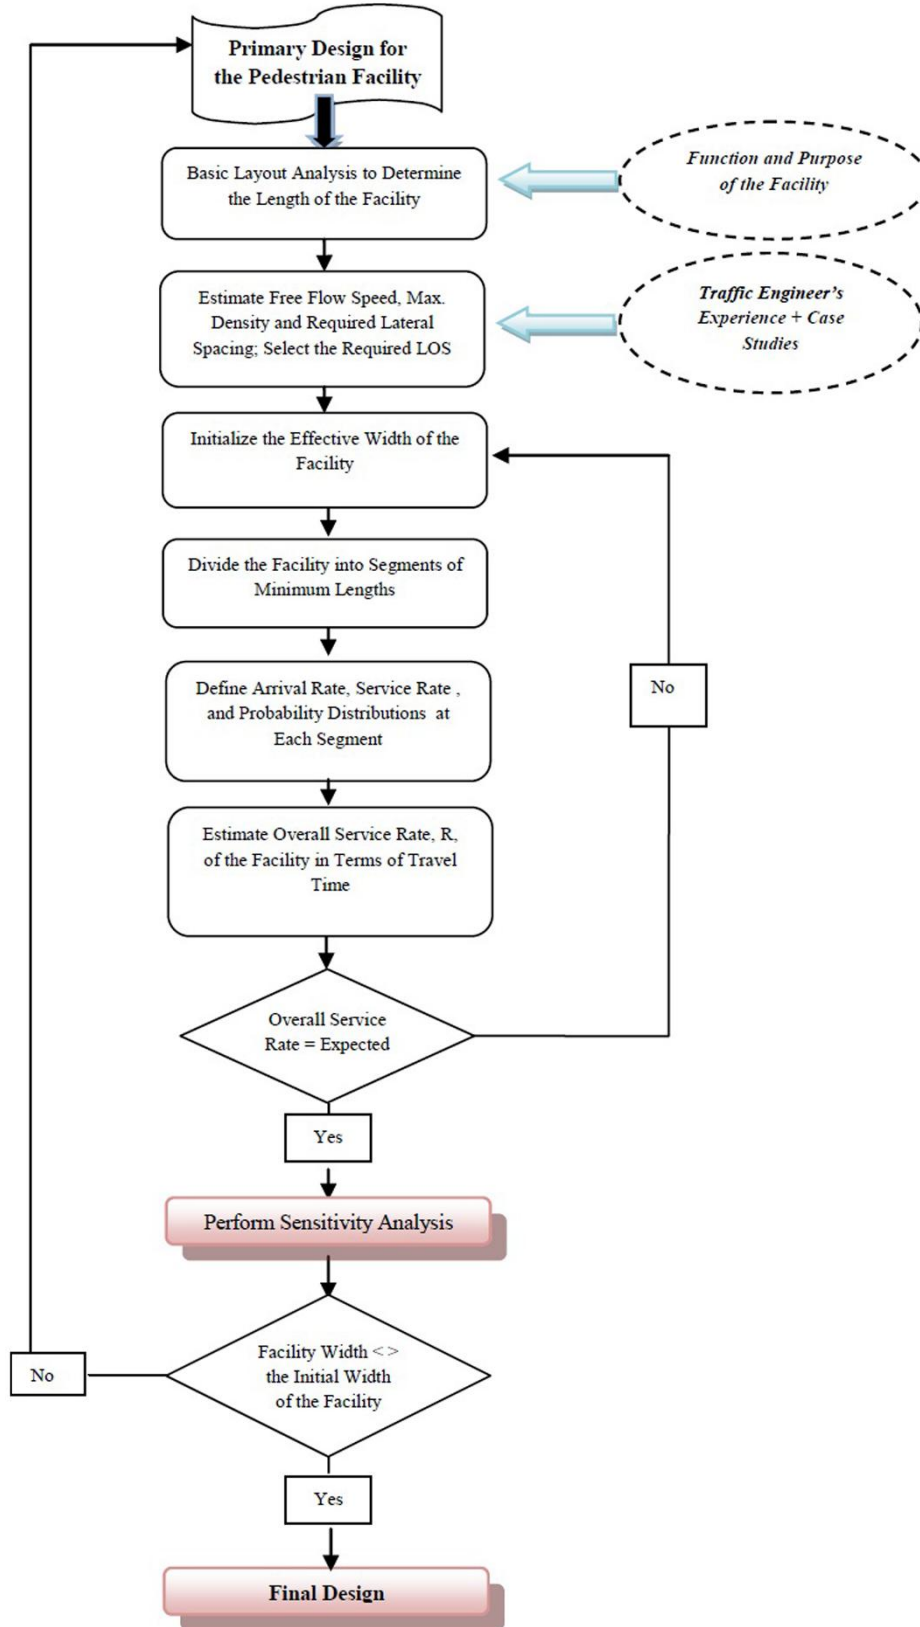 Primary Design for
the Pedestrian Facility
Basic Layout Analysis to Determine
the Length of the Facility
Function and Purpose
of the Facility
Estimate Free Flow Speed, Max.
Density and Required Lateral
Spacing; Select the Required LOS
Traffic Engineer's
Experience + Case
Studies
Initialize the Effective Width of the
Facility
Divide the Facility into Segments of
Minimum Lengths
Define Arrival Rate, Service Rate ,
and Probability Distributions at
Each Segment
No
Estimate Overall Service Rate, R,
of the Facility in Terms of Travel
Time
Overall Service
Rate = Expected
Yes
Perform Sensitivity Analysis
Facility Width < >
the Initial Width
of the Facility
No
Yes
Final Design